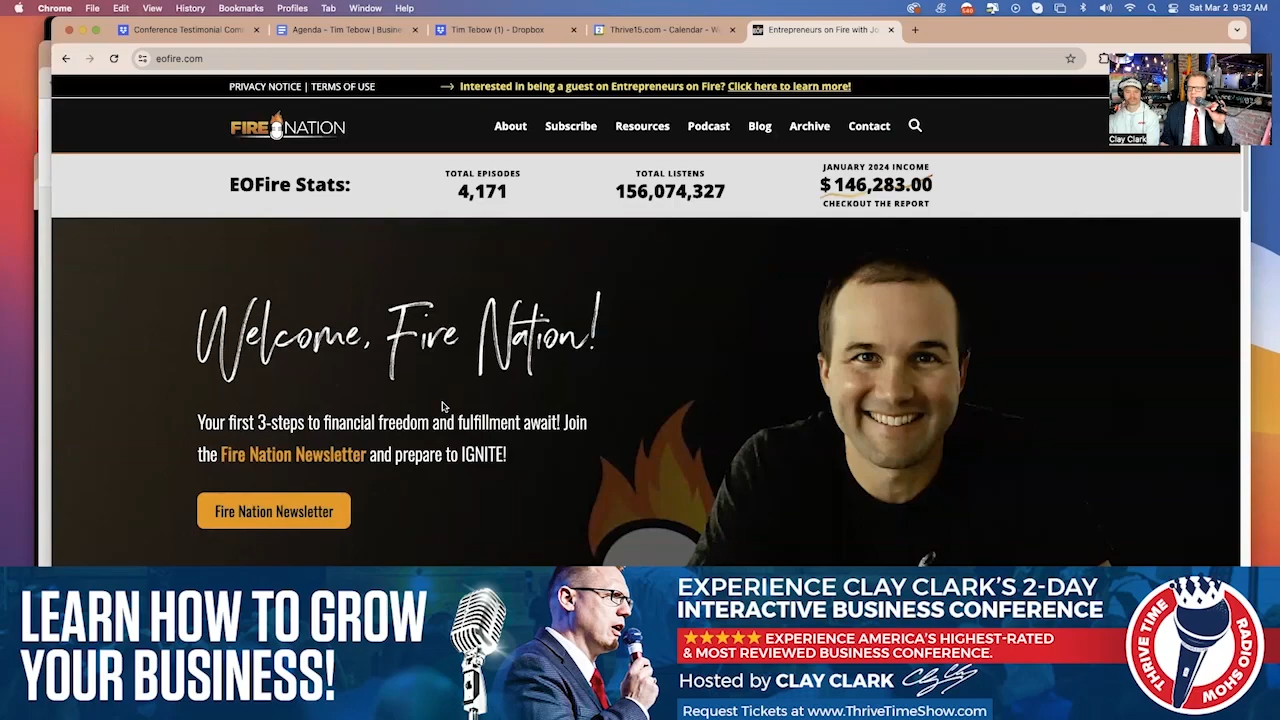 Chrome File Edit View History Bookmarks Profiles Tab Window Help
Sat Mar 2 9:32 AM
Conference Testimonial Com
Agenda - Tim Tebow | Busine
Tim Tebow (1) - Dropbox
Thrive15.com - Calendar - W
Entrepreneurs on Fire with Jo
eofire.com
PRIVACY NOTICE | TERMS OF USE
Interested in being a guest on Entrepreneurs on Fire? Click here to learn more!
FIRE NATION
About Subscribe Resources Podcast Blog Archive Contact
Clay Clark
EOFire Stats:
TOTAL EPISODES
4,171
TOTAL LISTENS
156,074,327
JANUARY 2024 INCOME
$146,283.00
CHECKOUT THE REPORT
Welcome, Fire Nation!
Your first 3-steps to financial freedom and fulfillment await! Join
the Fire Nation Newsletter and prepare to IGNITE!
Fire Nation Newsletter
LEARN HOW TO GROW
YOUR BUSINESS!
EXPERIENCE CLAY CLARK'S 2-DAY
INTERACTIVE BUSINESS CONFERENCE
★★★★★ EXPERIENCE AMERICA'S HIGHEST-RATED
& MOST REVIEWED BUSINESS CONFERENCE.
Hosted by CLAY CLARK
Request Tickets at www.ThriveTimeShow.com
THRIVE TIME
RADIO SHOW